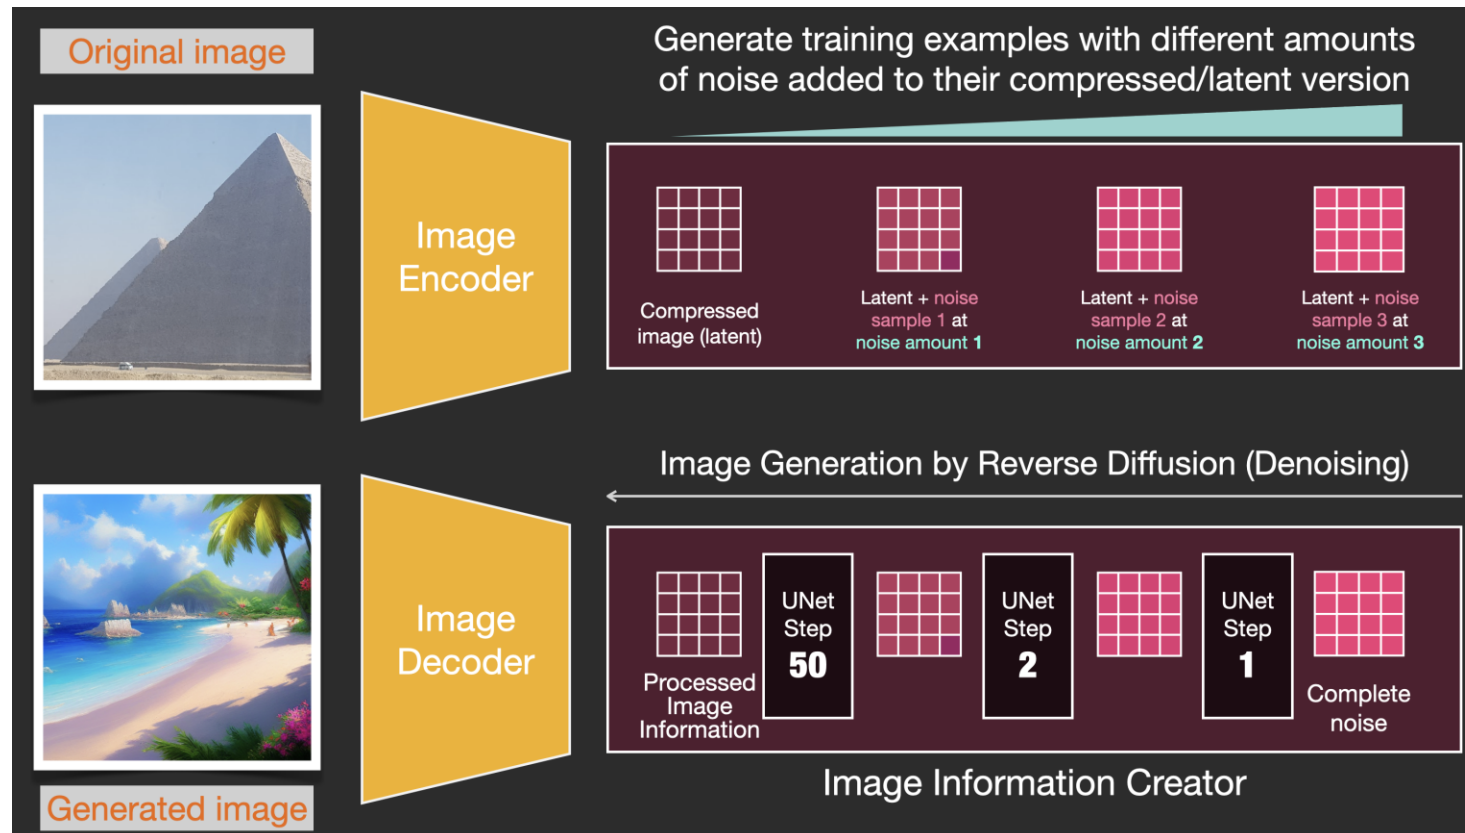 Original image
Generate training examples with different amounts
of noise added to their compressed/latent version
Image
Encoder
Compressed
image (latent)
Latent + noise
sample 1 at
noise amount 1
Latent + noise
sample 2 at
noise amount 2
Latent + noise
sample 3 at
noise amount 3
Image Generation by Reverse Diffusion (Denoising)
Image
Decoder
Processed
Image
Information
UNet
Step
50
UNet
Step
2
UNet
Step
1
Complete
noise
Image Information Creator
Generated image